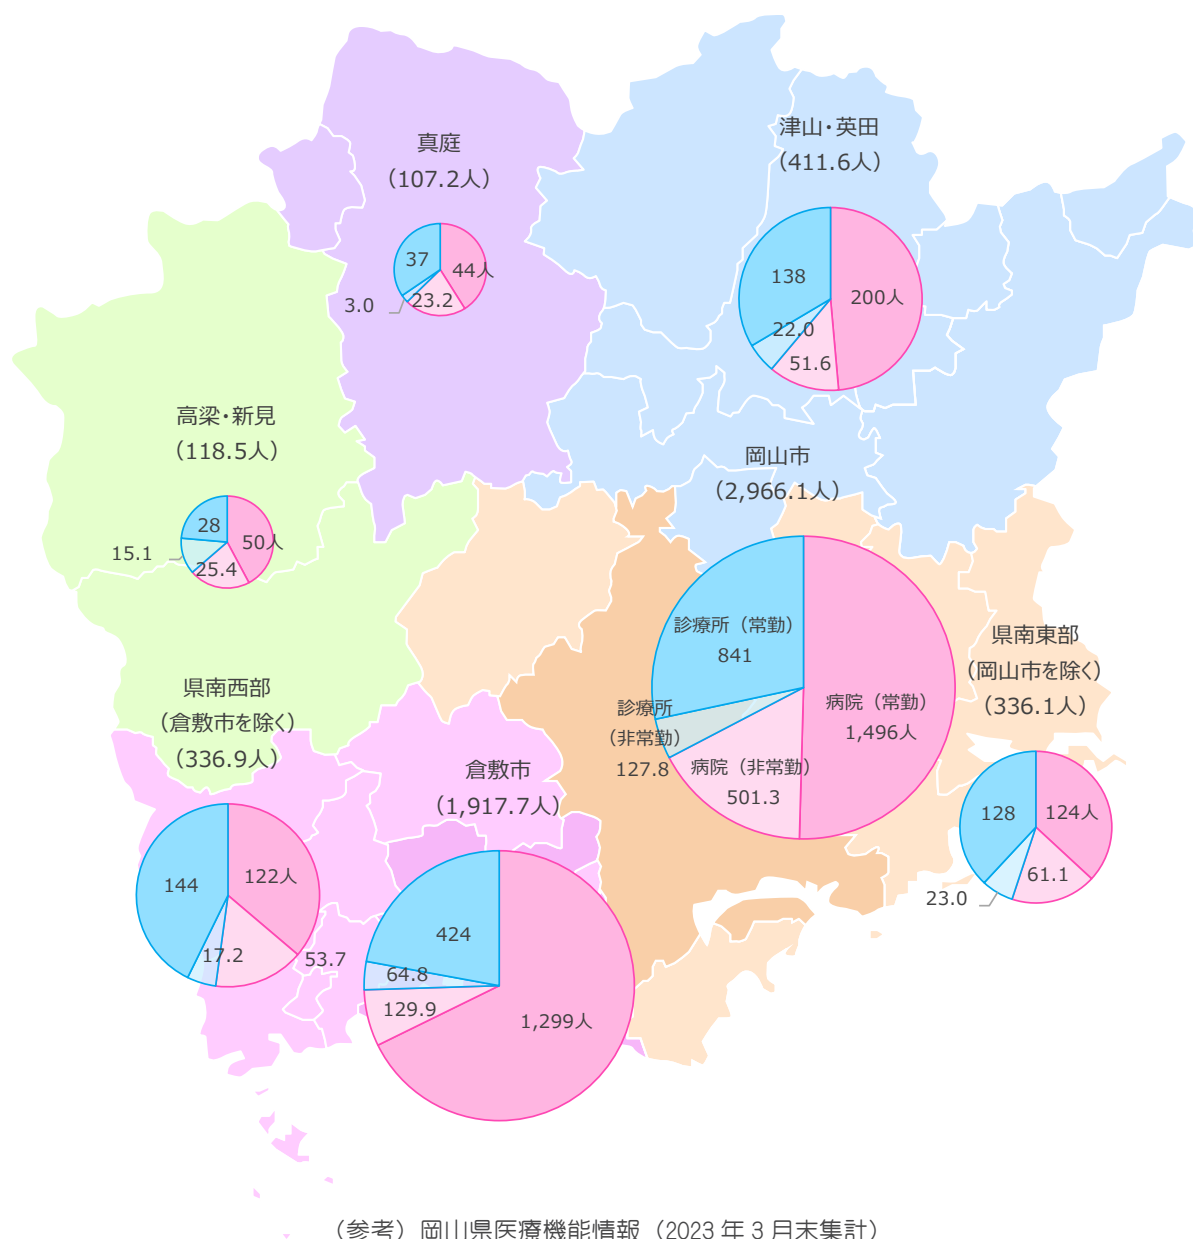 真庭
（107.2人）
37
44人
3.0
23.2
津山・英田
（411.6人）
138
200人
22.0
51.6
高梁・新見
（118.5人）
28
50人
15.1
25.4
岡山市
（2,966.1人）
診療所（常勤）
841
病院（常勤）
1,496人
診療所
（非常勤）
127.8
病院（非常勤）
501.3
県南東部
（岡山市を除く）
（336.1人）
128
124人
61.1
23.0
県南西部
（倉敷市を除く）
（336.9人）
144
122人
17.2
53.7
倉敷市
（1,917.7人）
424
64.8
129.9
1,299人
（参考）岡山県医療機能情報（2023 年 3 月末集計）